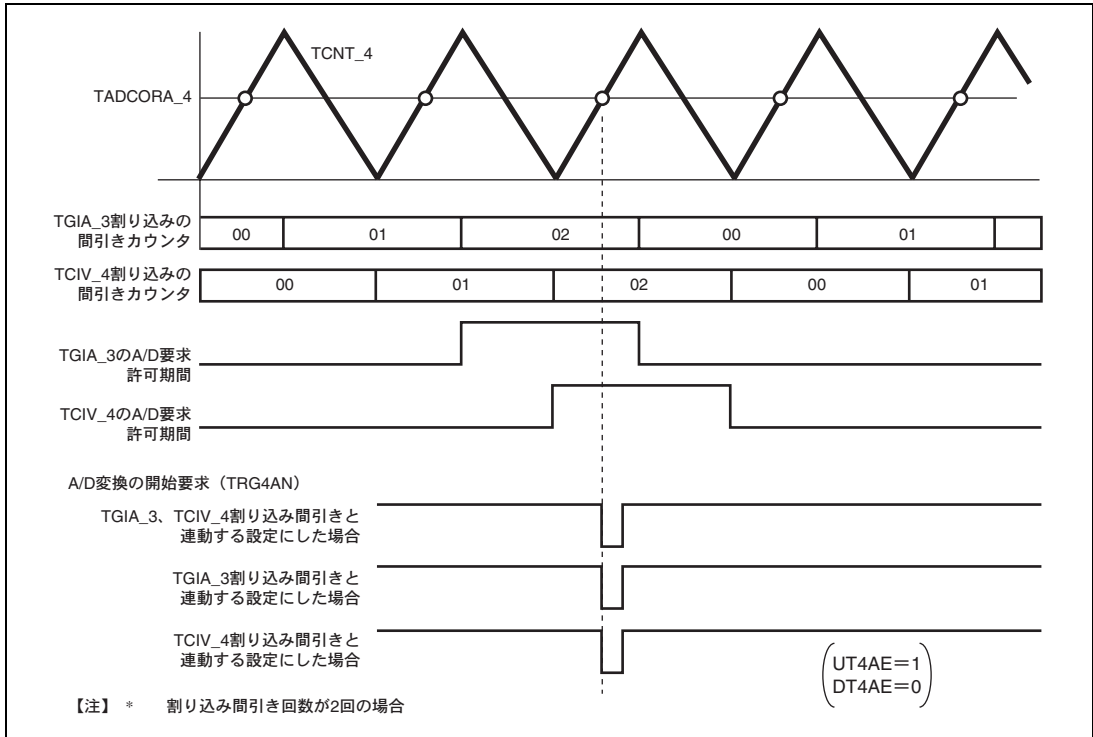 TCNT_4
TADCORA_4
TGIA_3割り込みの
間引きカウンタ
00 01 02 00 01
TCIV_4割り込みの
間引きカウンタ
00 01 02 00 01
TGIA_3のA/D要求
許可期間
TCIV_4のA/D要求
許可期間
A/D変換の開始要求（TRG4AN）
TGIA_3、TCIV_4割り込み間引きと
連動する設定にした場合
TGIA_3割り込み間引きと
連動する設定にした場合
TCIV_4割り込み間引きと
連動する設定にした場合
UT4AE＝1
DT4AE＝0
【注】 * 割り込み間引き回数が2回の場合